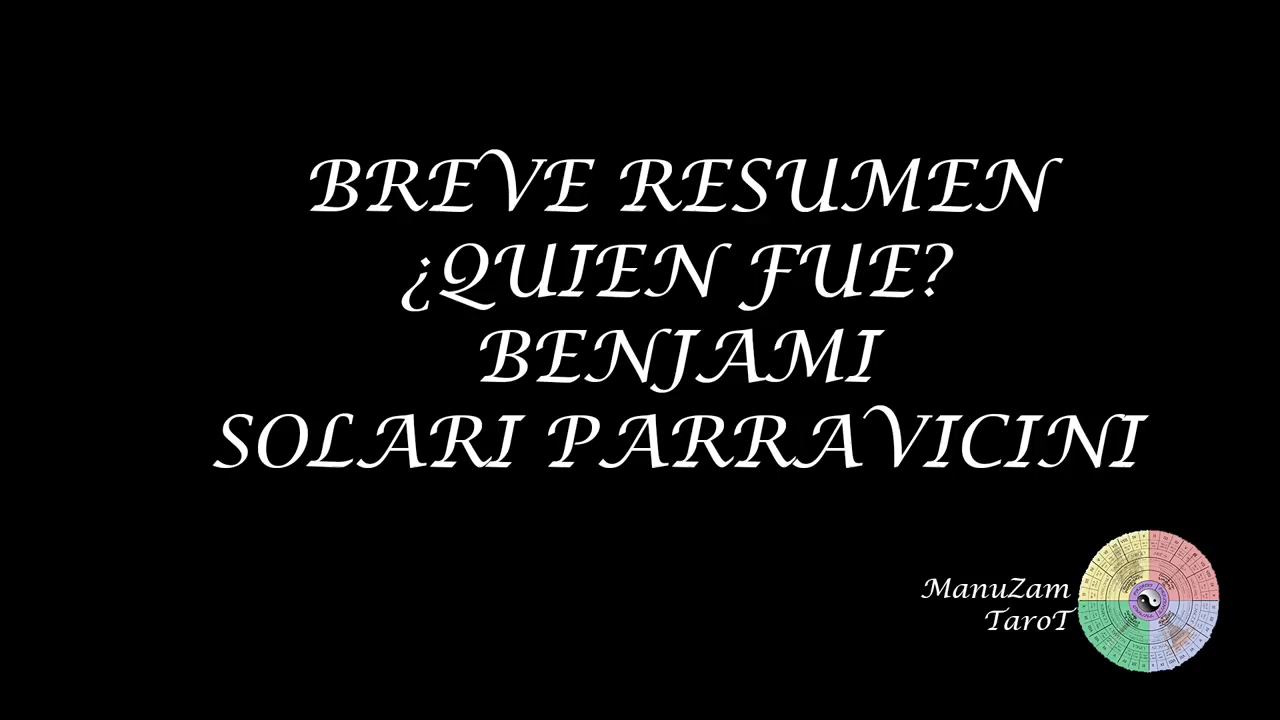 BREVE RESUMEN
¿QUIEN FUE?
BENJAMI
SOLARI PARRAVICINI
ManuZam
TaroT